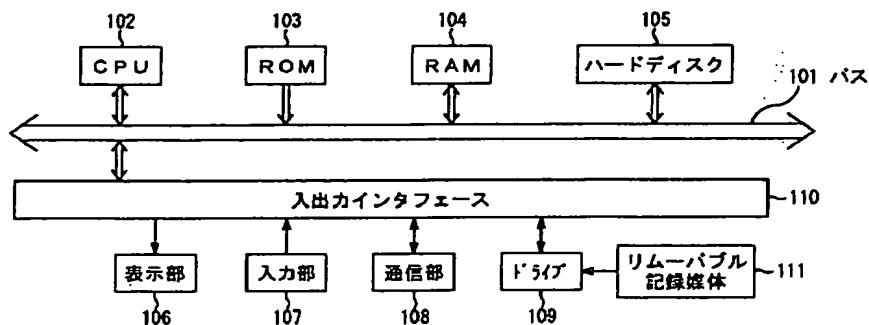 102
103
104
105
CPU
ROM
RAM
ハードディスク
101 バス
入出力インタフェース
110
表示部
入力部
通信部
ドライブ
リムーバブル
記録媒体
111
106
107
108
109